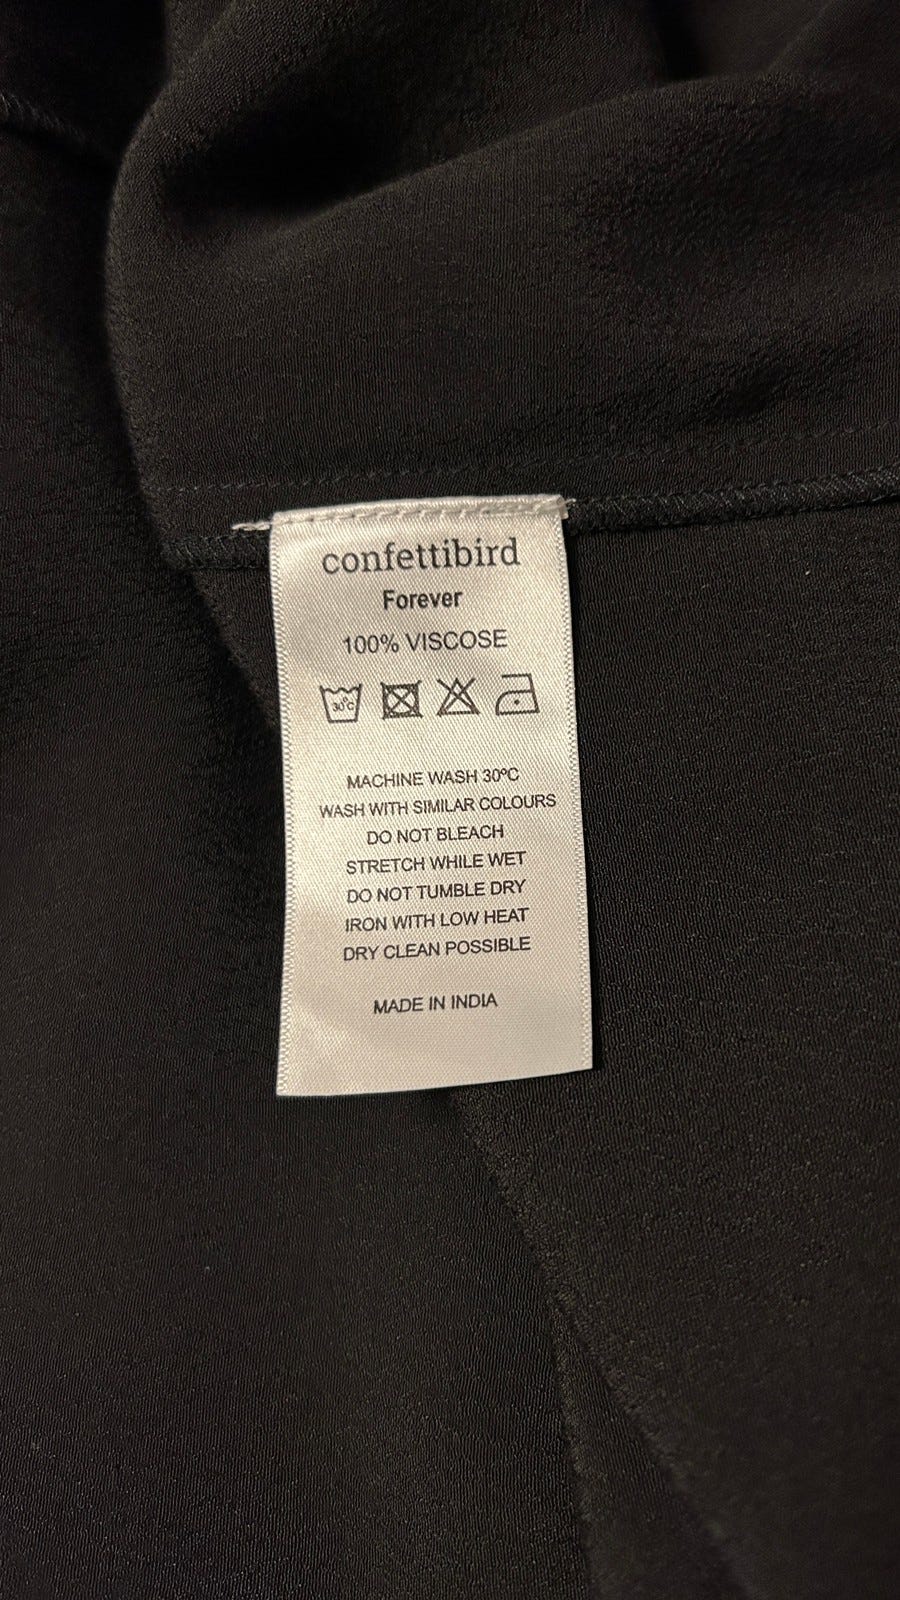 confettibird
Forever
100% VISCOSE
30°C
MACHINE WASH 30ºC
WASH WITH SIMILAR COLOURS
DO NOT BLEACH
STRETCH WHILE WET
DO NOT TUMBLE DRY
IRON WITH LOW HEAT
DRY CLEAN POSSIBLE
MADE IN INDIA